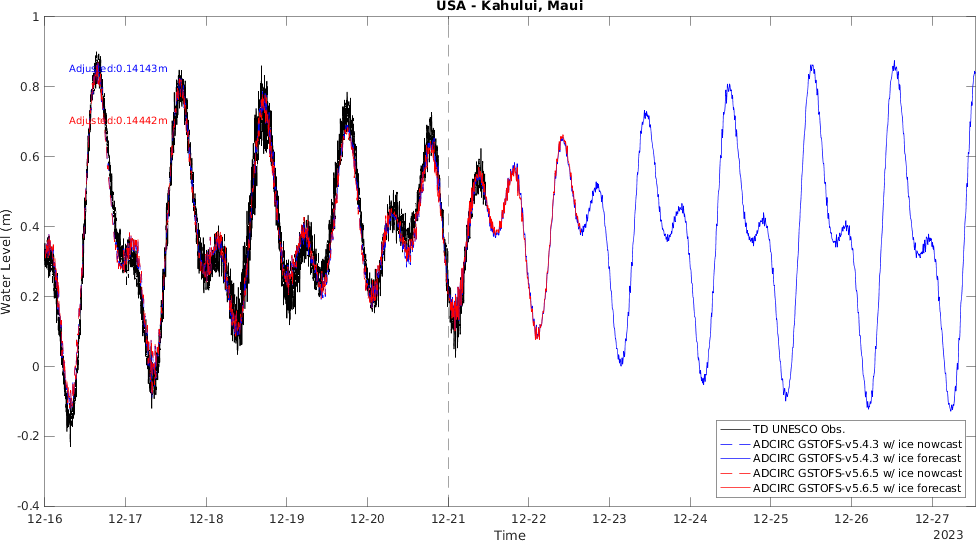 USA - Kahului, Maui
1
0.8
0.6
0.4
0.2
0
-0.2
-0.4
Water Level (m)
Adjusted:0.14143m
Adjusted:0.14442m
TD UNESCO Obs.
ADCIRC GSTOFS-v5.4.3 w/ ice nowcast
ADCIRC GSTOFS-v5.4.3 w/ ice forecast
ADCIRC GSTOFS-v5.6.5 w/ ice nowcast
ADCIRC GSTOFS-v5.6.5 w/ ice forecast
12-16 12-17 12-18 12-19 12-20 12-21 12-22 12-23 12-24 12-25 12-26 12-27
Time
2023